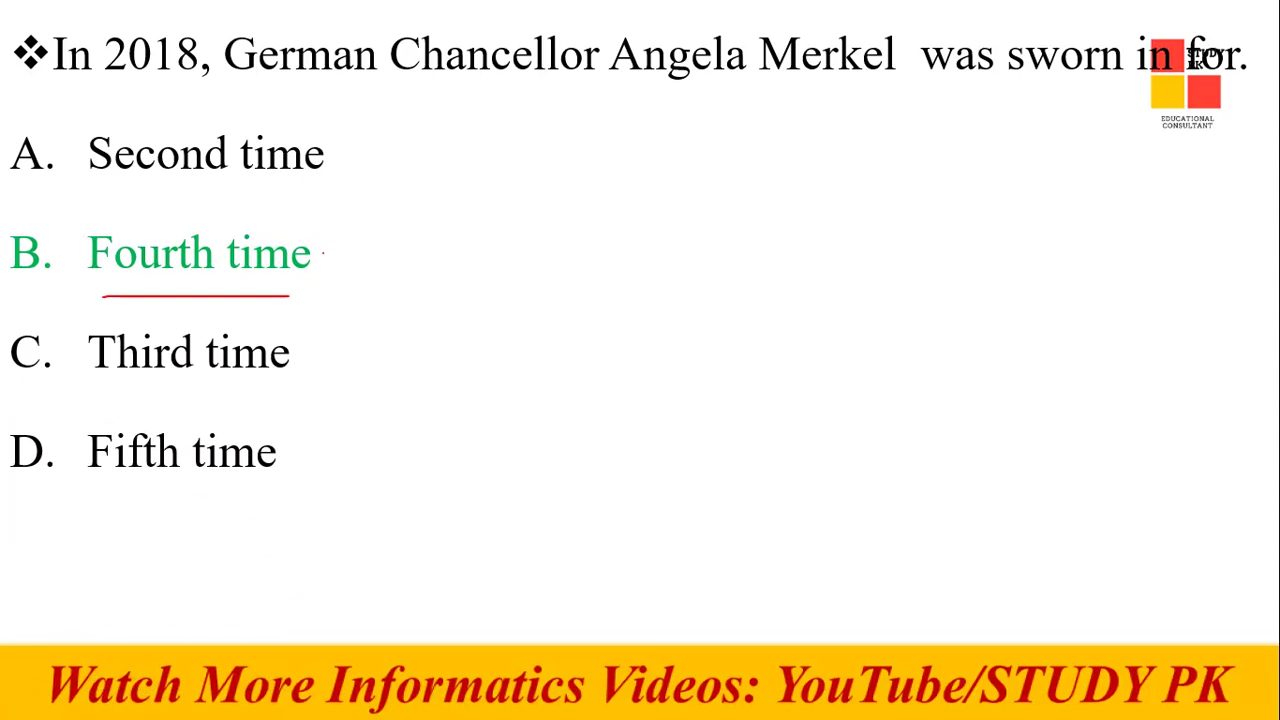 ❖In 2018, German Chancellor Angela Merkel was sworn in for.
EDUCATIONAL
CONSULTANT
A. Second time
B. Fourth time
C. Third time
D. Fifth time
Watch More Informatics Videos: YouTube/STUDY PK